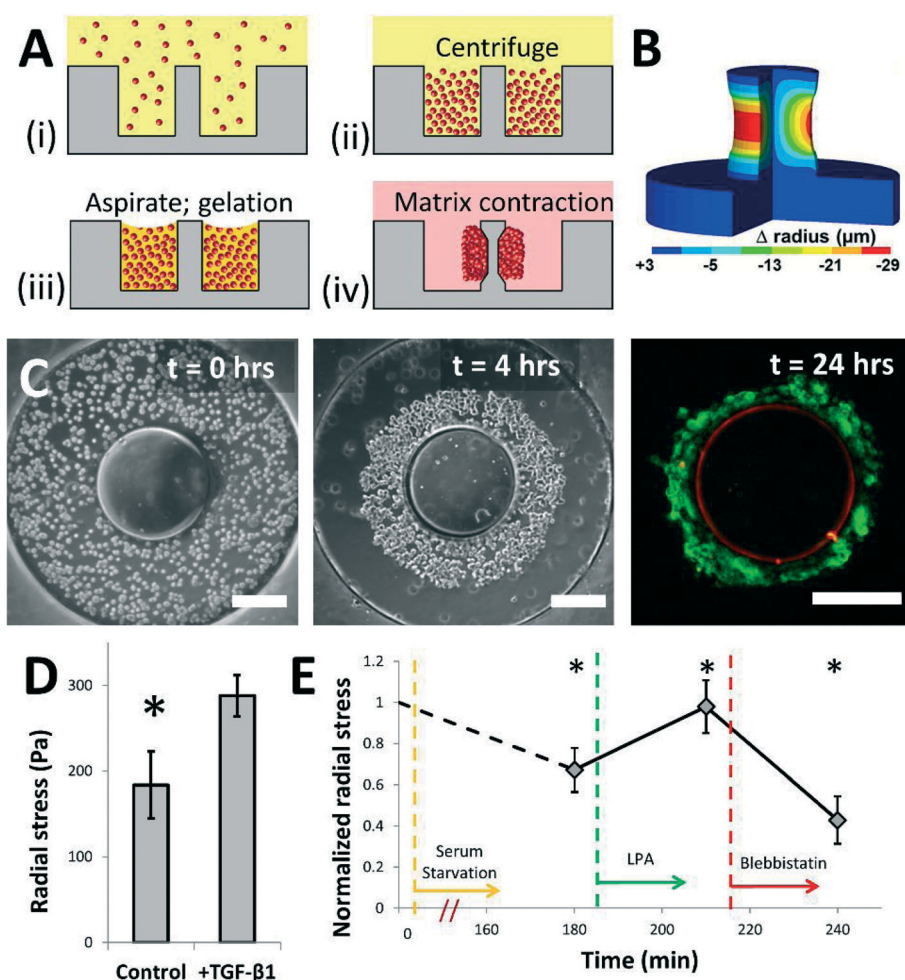 A
(i)
Centrifuge
(ii)
B
Aspirate; gelation
(iii)
Matrix contraction
(iv)
Δ radius (μm)
+3 -5 -13 -21 -29
C
t = 0 hrs
t = 4 hrs
t = 24 hrs
D
Radial stress (Pa)
300
200
100
0
*
Control +TGF-β1
E
Normalized radial stress
1.2
1
0.8
0.6
0.4
0.2
0
* * *
Serum
Starvation
LPA
Blebbistatin
0 160 180 200 220 240
Time (min)